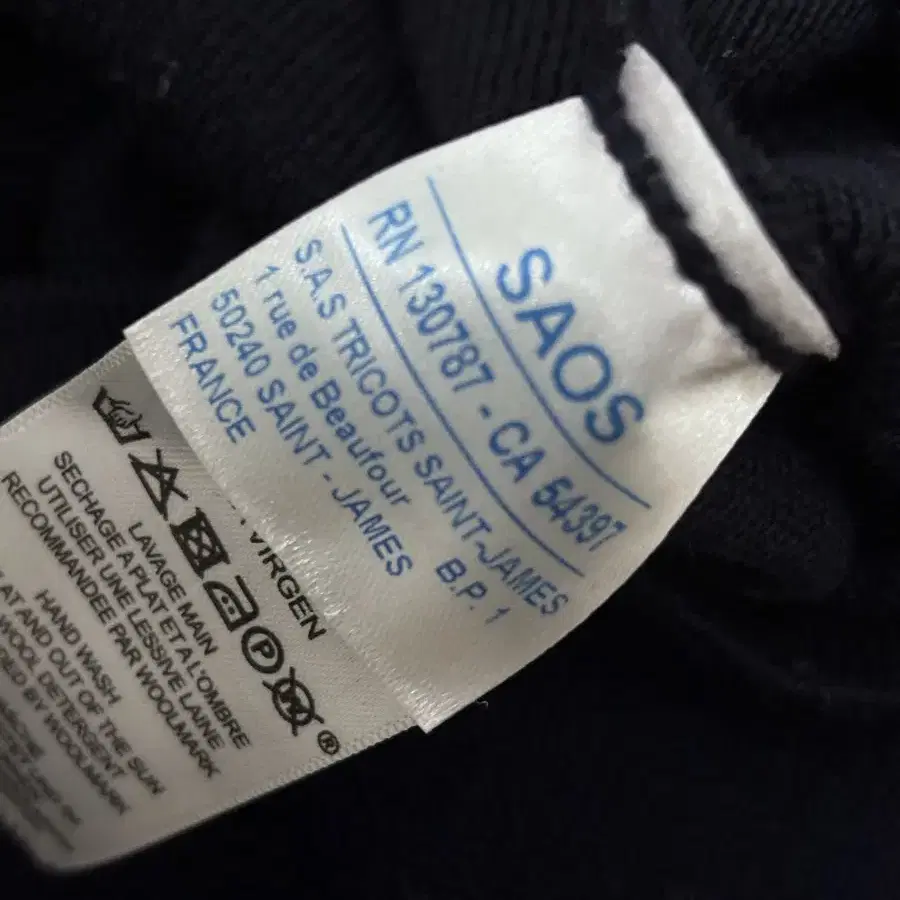 SAOS
RN 130787 - CA 54397
S.A.S TRICOTS SAINT-JAMES
1 rue de Beaufour B.P. 1
50240 SAINT - JAMES
FRANCE
VIRGEN
LAVAGE MAIN
SECHAGE A PLAT ET A L'OMBRE
UTILISER UNE LESSIVE LAINE
RECOMMANDEE PAR WOOLMARK
HAND WASH
AT AND OUT OF THE SUN
WOOL DETERGENT
BY WOOLMARK